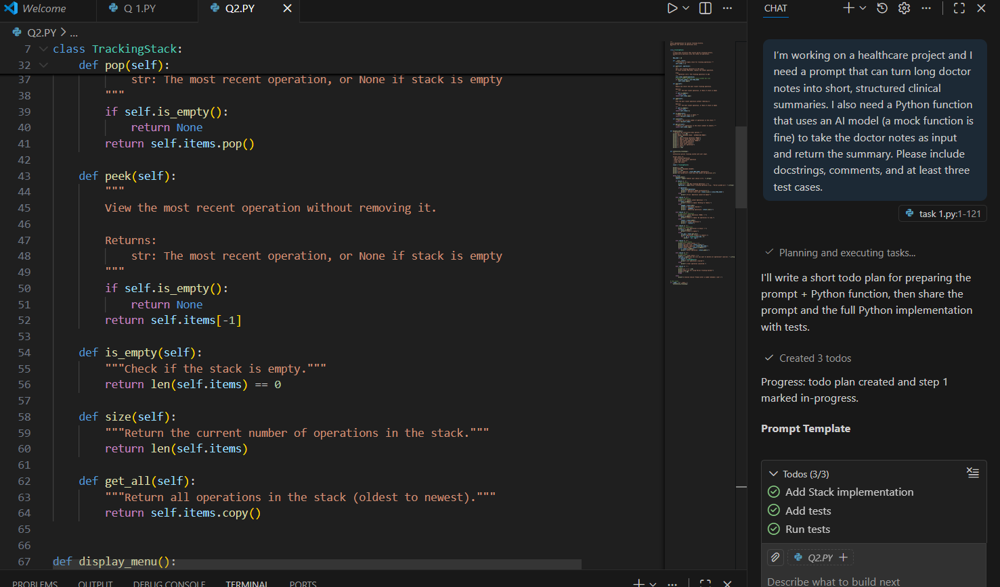 Welcome
Q 1.PY
Q2.PY
Q2.PY > ...
7 class TrackingStack:
32 def pop(self):
37 str: The most recent operation, or None if stack is empty
38 """
39 if self.is_empty():
40 return None
41 return self.items.pop()
42
43 def peek(self):
44 """
45 View the most recent operation without removing it.
46
47 Returns:
48 str: The most recent operation, or None if stack is empty
49 """
50 if self.is_empty():
51 return None
52 return self.items[-1]
53
54 def is_empty(self):
55 """Check if the stack is empty."""
56 return len(self.items) == 0
57
58 def size(self):
59 """Return the current number of operations in the stack."""
60 return len(self.items)
61
62 def get_all(self):
63 """Return all operations in the stack (oldest to newest)."""
64 return self.items.copy()
65
66
67 def display_menu():
PROBLEMS OUTPUT DEBUG CONSOLE TERMINAL PORTS
CHAT
I'm working on a healthcare project and I
need a prompt that can turn long doctor
notes into short, structured clinical
summaries. I also need a Python function
that uses an AI model (a mock function is
fine) to take the doctor notes as input
and return the summary. Please include
docstrings, comments, and at least three
test cases.
task 1.py:1-121
Planning and executing tasks...
I'll write a short todo plan for preparing the
prompt + Python function, then share the
prompt and the full Python implementation
with tests.
Created 3 todos
Progress: todo plan created and step 1
marked in-progress.
Prompt Template
Todos (3/3)
Add Stack implementation
Add tests
Run tests
Q2.PY +
Describe what to build next